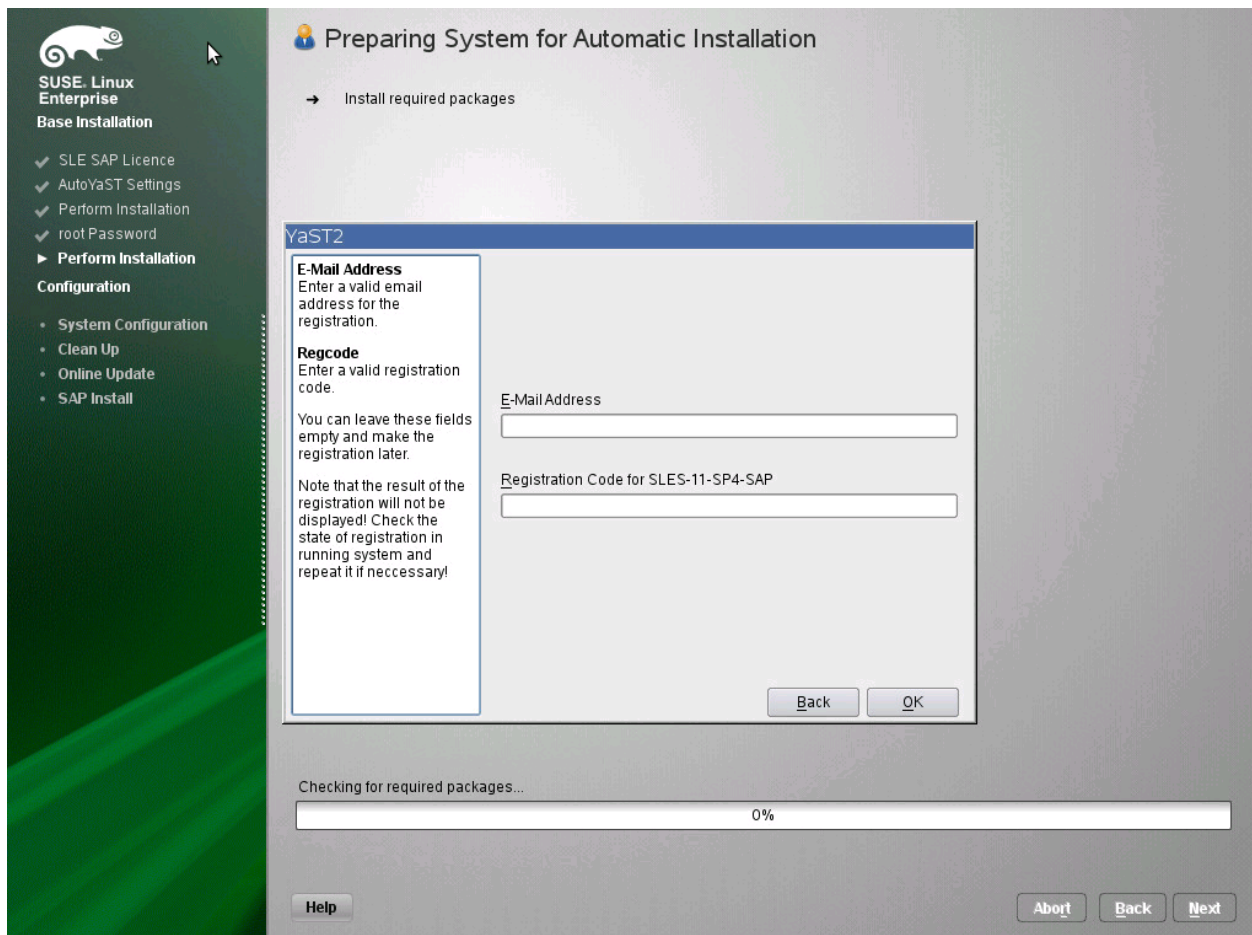 SUSE. Linux
Enterprise
Base Installation
SLE SAP Licence
AutoYaST Settings
Perform Installation
root Password
Perform Installation
Configuration
System Configuration
Clean Up
Online Update
SAP Install
Preparing System for Automatic Installation
Install required packages
YaST2
E-Mail Address
Enter a valid email
address for the
registration.
Regcode
Enter a valid registration
code.
You can leave these fields
empty and make the
registration later.
Note that the result of the
registration will not be
displayed! Check the
state of registration in
running system and
repeat it if neccessary!
E-Mail Address
Registration Code for SLES-11-SP4-SAP
Back
OK
Checking for required packages...
0%
Help
Abort
Back
Next